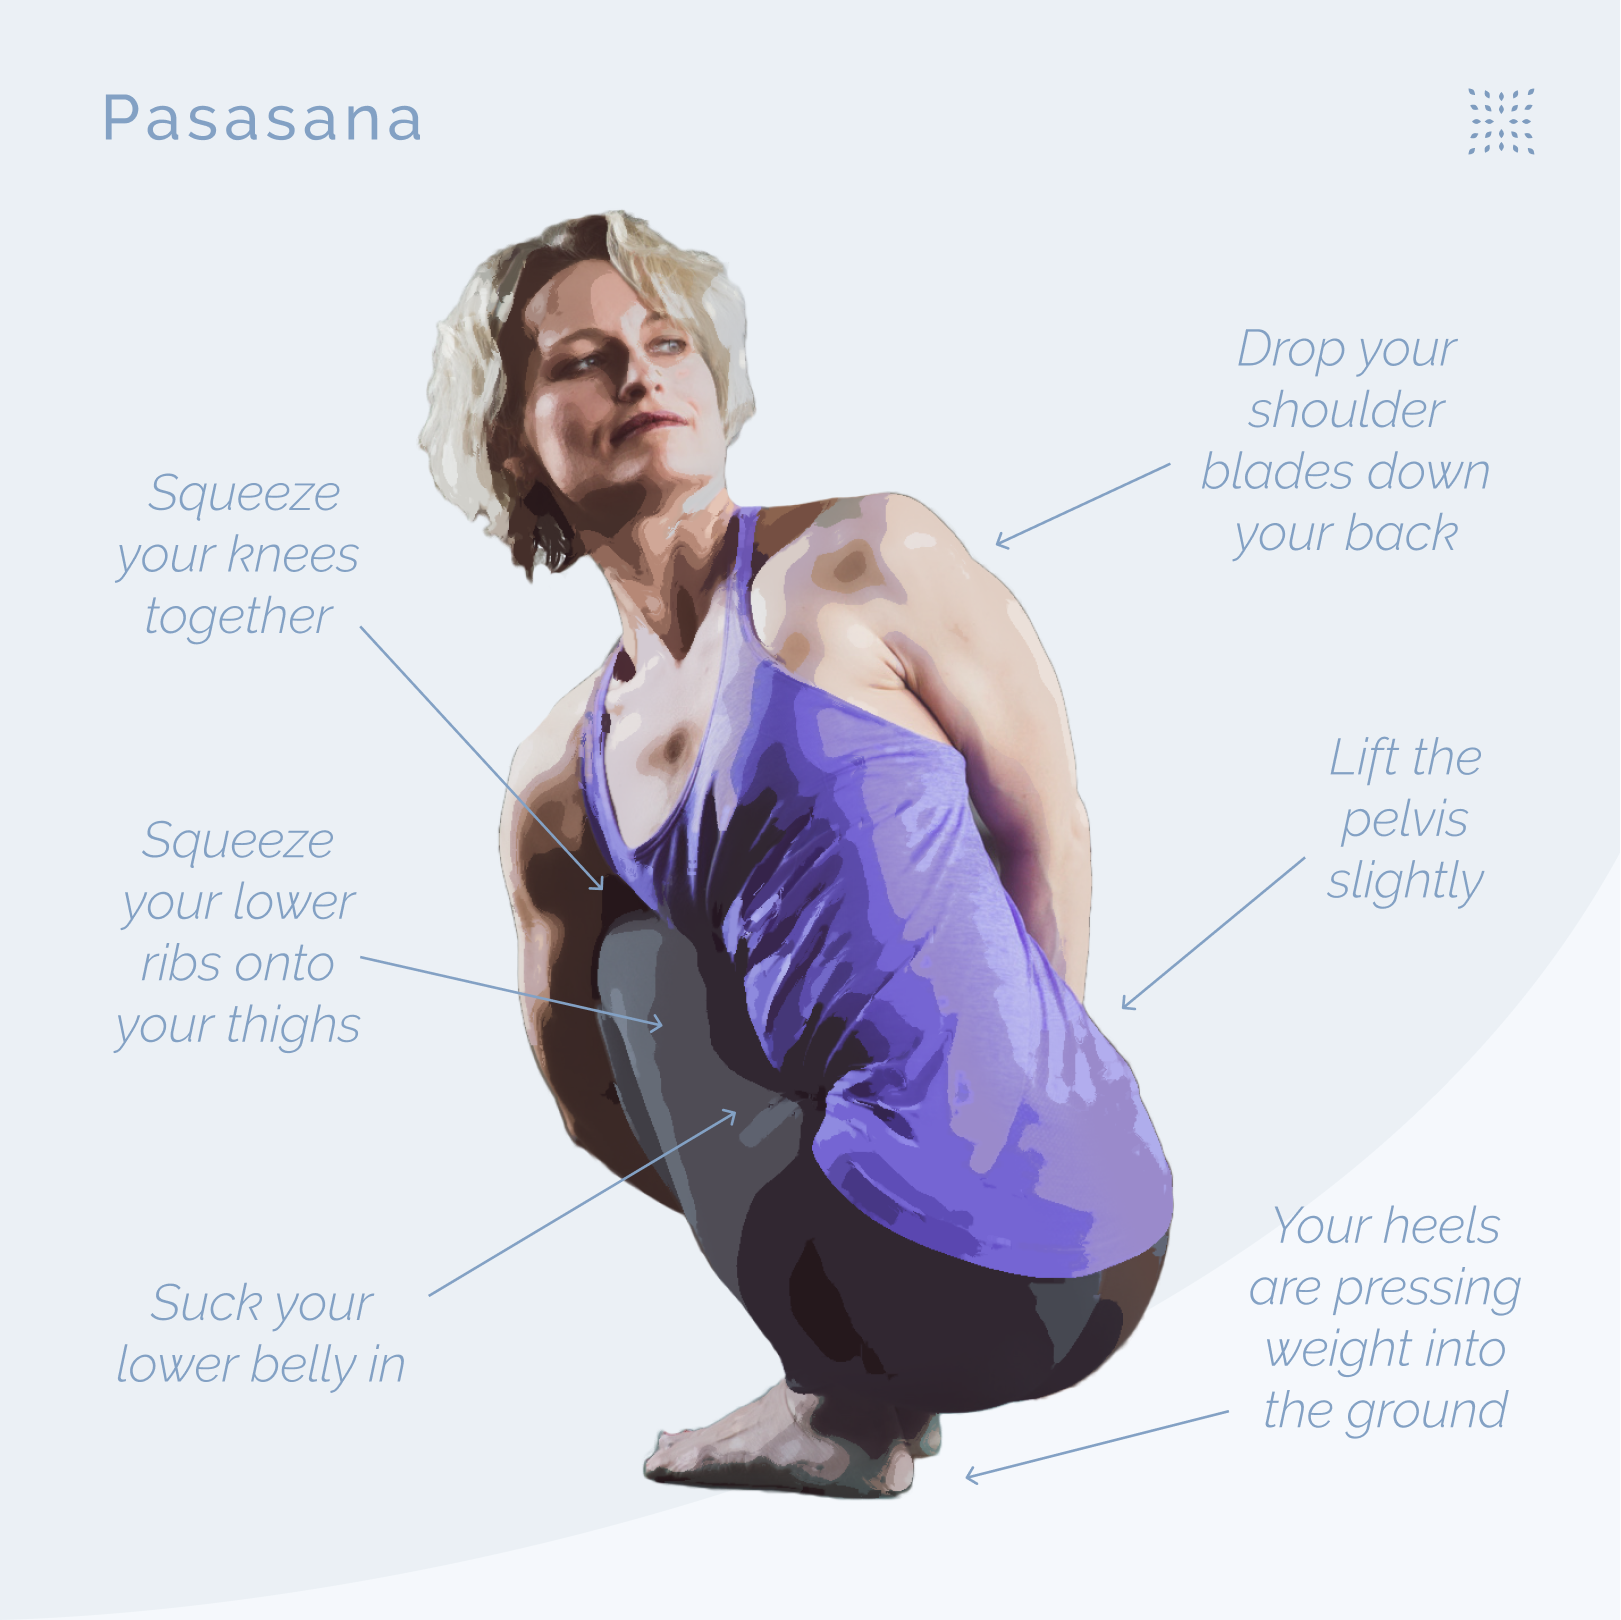 Pasasana
Squeeze
your knees
together
Squeeze
your lower
ribs onto
your thighs
Suck your
lower belly in
Drop your
shoulder
blades down
your back
Lift the
pelvis
slightly
Your heels
are pressing
weight into
the ground